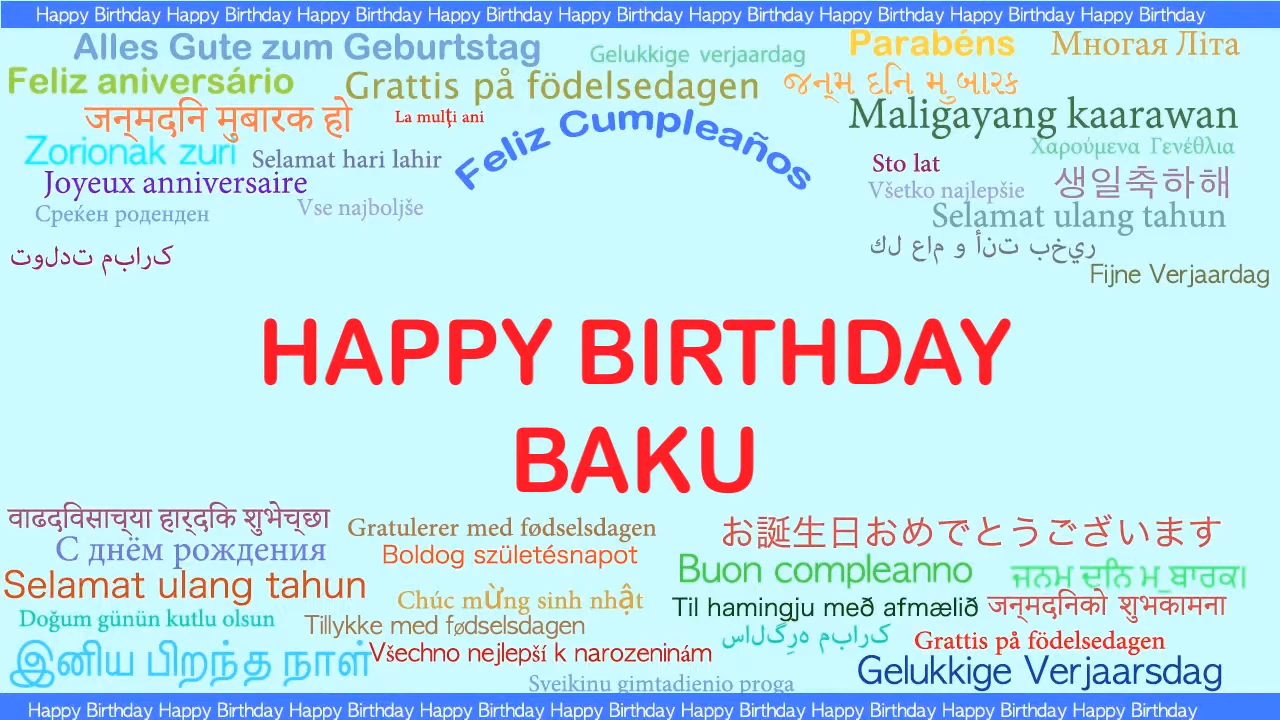 Happy Birthday Happy Birthday Happy Birthday Happy Birthday Happy Birthday Happy Birthday Happy Birthday Happy Birthday Happy Birthday
Alles Gute zum Geburtstag
Gelukkige verjaardag
Parabéns
Многая Літа
Feliz aniversário
Grattis på födelsedagen
જન્મ દિન મુબારક
जन्मदिन मुबारक हो
La mulţi ani
Feliz Cumpleaños
Maligayang kaarawan
Zorionak zuri
Selamat hari lahir
Sto lat
Χαρούμενα Γενέθλια
Joyeux anniversaire
Všetko najlepšie
생일축하해
Среќен роденден
Vse najboljše
Selamat ulang tahun
تولدت مبارک
كل عام و أنت بخير
Fijne Verjaardag
HAPPY BIRTHDAY
BAKU
वाढदिवसाच्या हार्दिक शुभेच्छा
Gratulerer med fødselsdagen
お誕生日おめでとうございます
С днём рождения
Boldog születésnapot
Buon compleanno
ਜਨਮ ਦਿਨ ਮੁਬਾਰਕ।
Selamat ulang tahun
Chúc mừng sinh nhật
Til hamingju með afmælið
जन्मदिनको शुभकामना
Doğum günün kutlu olsun
Tillykke med fødselsdagen
سالگرہ مبارک
Grattis på födelsedagen
இனிய பிறந்த நாள்
Všechno nejlepší k narozeninám
Gelukkige Verjaarsdag
Sveikinu gimtadienio proga
Happy Birthday Happy Birthday Happy Birthday Happy Birthday Happy Birthday Happy Birthday Happy Birthday Happy Birthday Happy Birthday